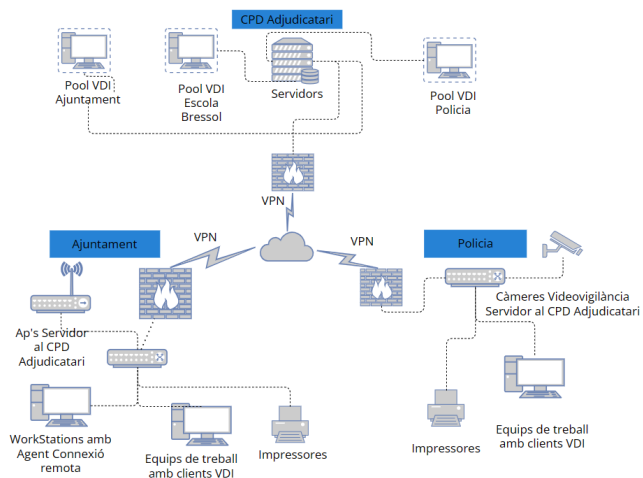 CPD Adjudicatari
Pool VDI
Ajuntament
Pool VDI
Escola
Bressol
Servidors
Pool VDI
Policia
VPN
Ajuntament
VPN
VPN
Policia
Càmeres Videovigilància
Servidor al CPD Adjudicatari
Ap's Servidor
al CPD
Adjudicatari
WorkStations amb
Agent Connexió
remota
Equips de treball
amb clients VDI
Impressores
Impressores
Equips de treball
amb clients VDI